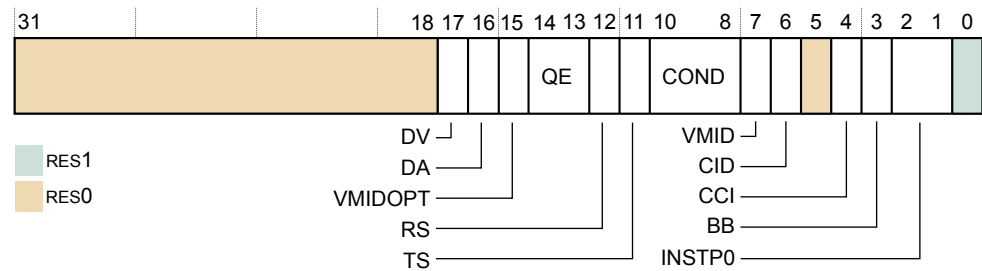 31 18 17 16 15 14 13 12 11 10 8 7 6 5 4 3 2 1 0
QE COND
DV VMID
DA CID
RES1
VMIDOPT CCI
RES0
RS BB
TS INSTP0